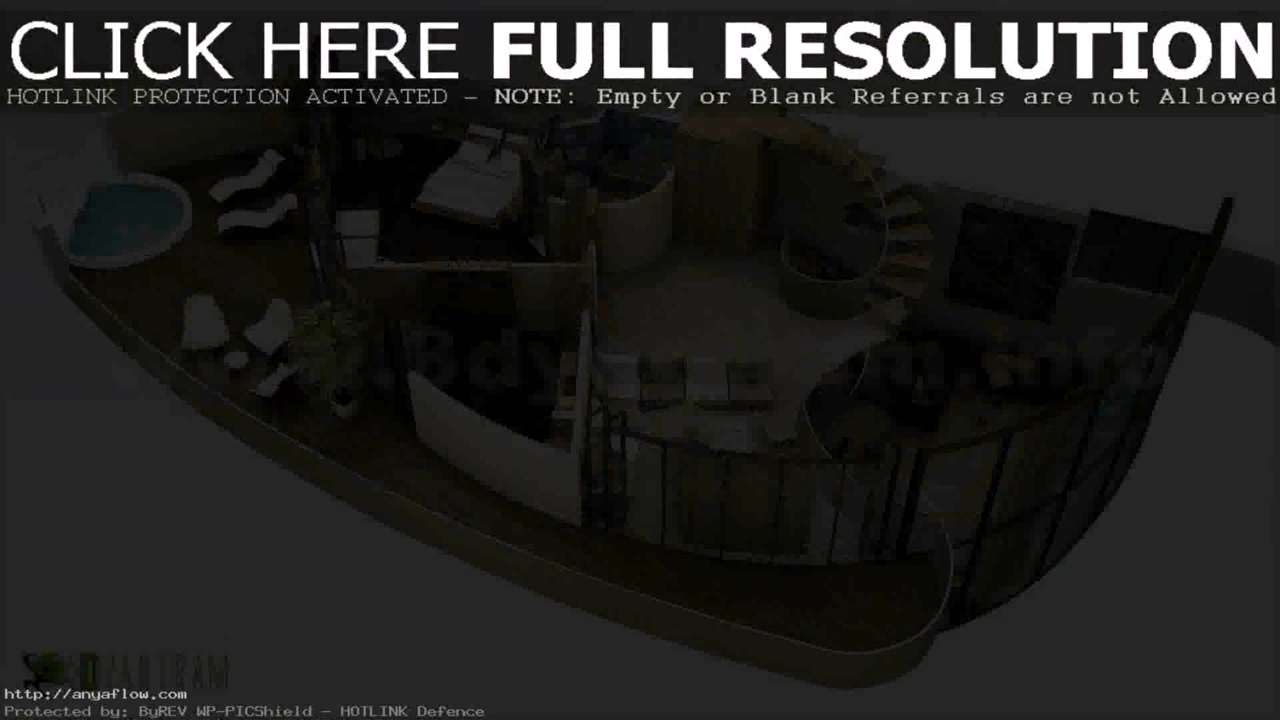 CLICK HERE FULL RESOLUTION
HOTLINK PROTECTION ACTIVATED – NOTE: Empty or Blank Referrals are not Allowed
http://anyaflow.com
Protected by: ByREV WP-PICShield – HOTLINK Defence